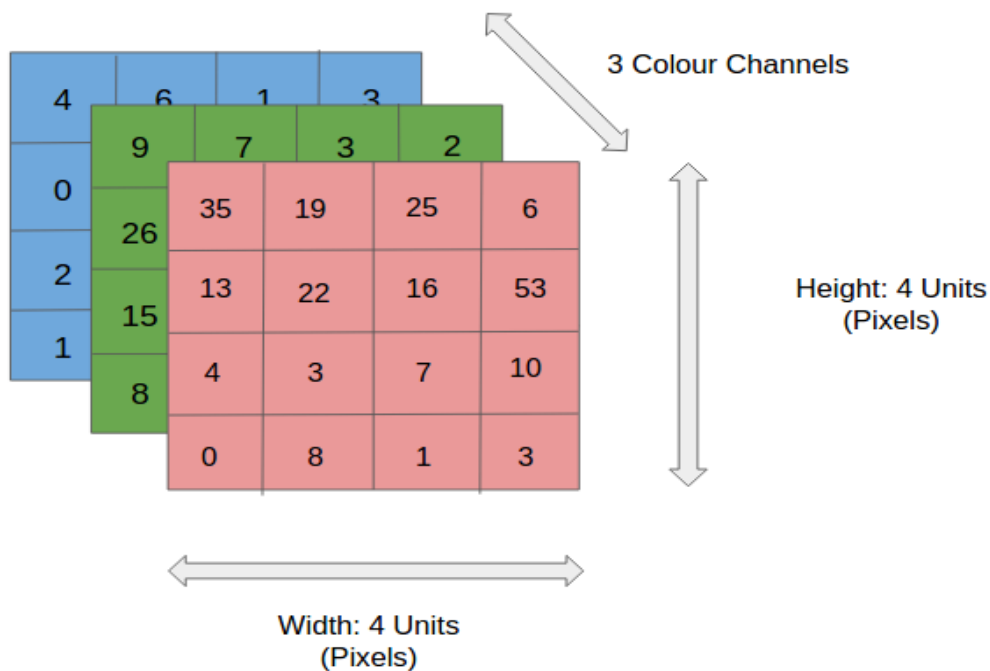 3 Colour Channels
4 6 1 3
9 7 3 2
0
35 19 25 6
26
2
13 22 16 53
Height: 4 Units
(Pixels)
15
1
4 3 7 10
8
0 8 1 3
Width: 4 Units
(Pixels)